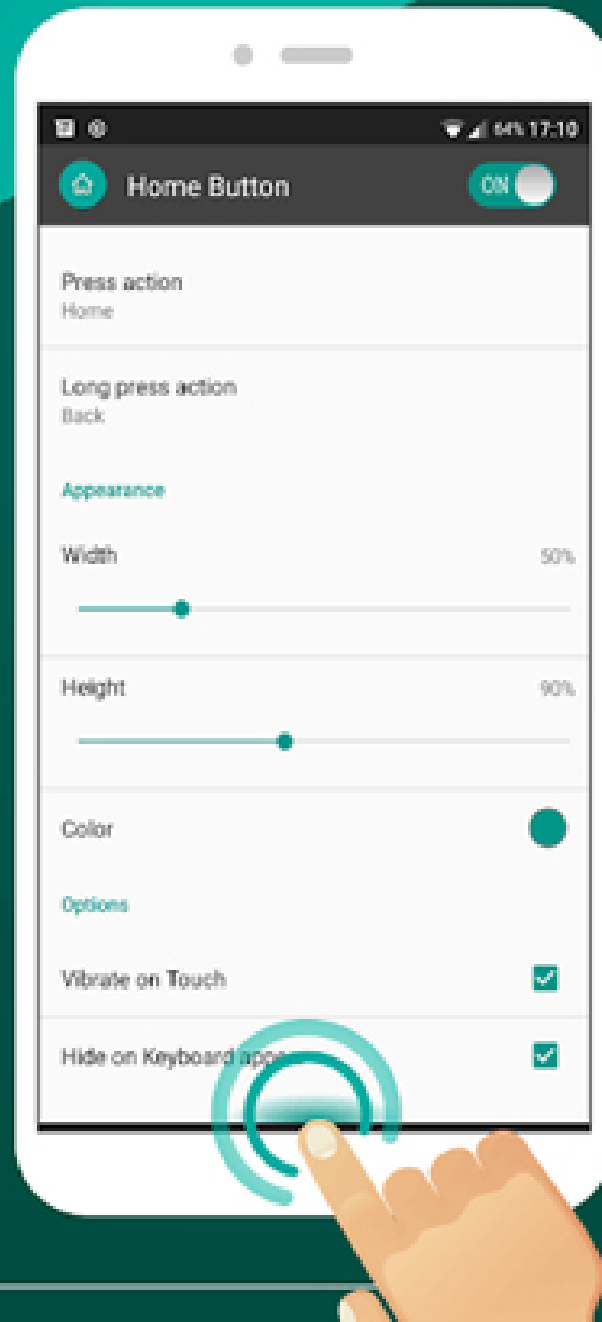 64% 17:10
Home Button
ON
Press action
Home
Long press action
Back
Appearance
Width
50%
Height
90%
Color
Options
Vibrate on Touch
Hide on Keyboard